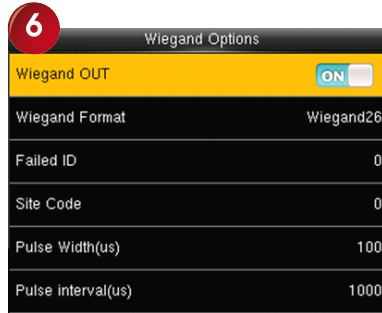 6
Wiegand Options
Wiegand OUT ON
Wiegand Format Wiegand26
Failed ID 0
Site Code 0
Pulse Width(us) 100
Pulse interval(us) 1000